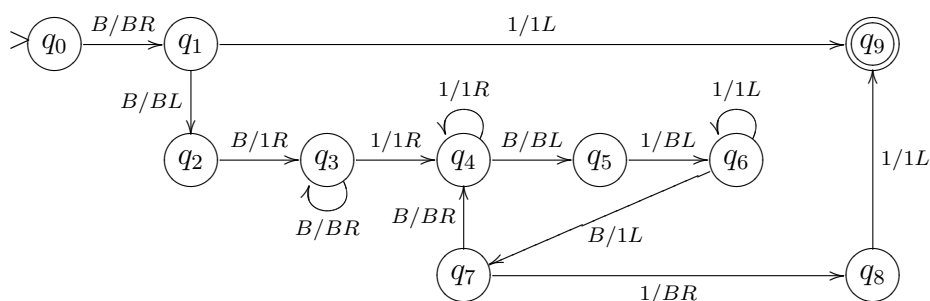 B/BR 1/1L
> q0 q1 q9
1/1R 1/1L
B/BL
B/1R 1/1R B/BL 1/BL 1/1L
q2 q3 q4 q5 q6
B/BR B/BR B/1L
q7 1/BR q8